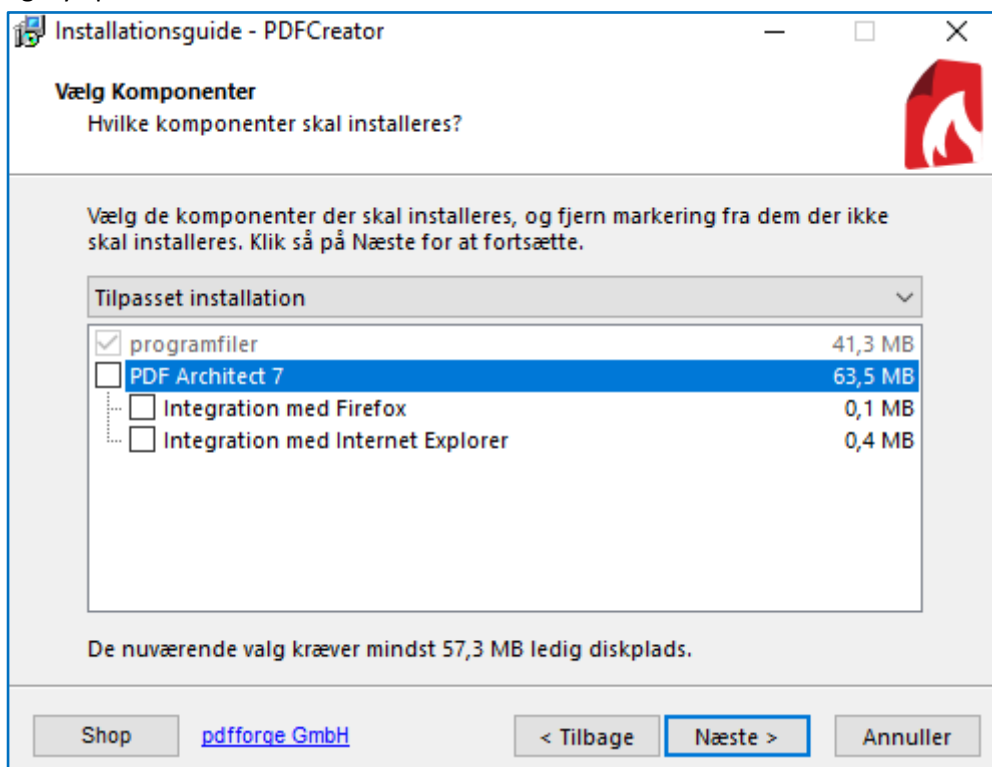 Installationsguide - PDFCreator
Vælg Komponenter
Hvilke komponenter skal installeres?
Vælg de komponenter der skal installeres, og fjern markering fra dem der ikke
skal installeres. Klik så på Næste for at fortsætte.
Tilpasset installation
programfiler 41,3 MB
PDF Architect 7 63,5 MB
Integration med Firefox 0,1 MB
Integration med Internet Explorer 0,4 MB
De nuværende valg kræver mindst 57,3 MB ledig diskplads.
Shop pdfforge GmbH < Tilbage Næste > Annuller